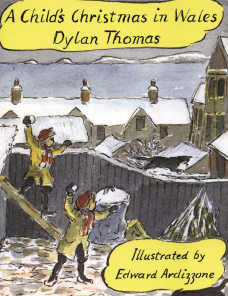 A Child's Christmas in Wales
Dylan Thomas
Illustrated by
Edward Ardizzone